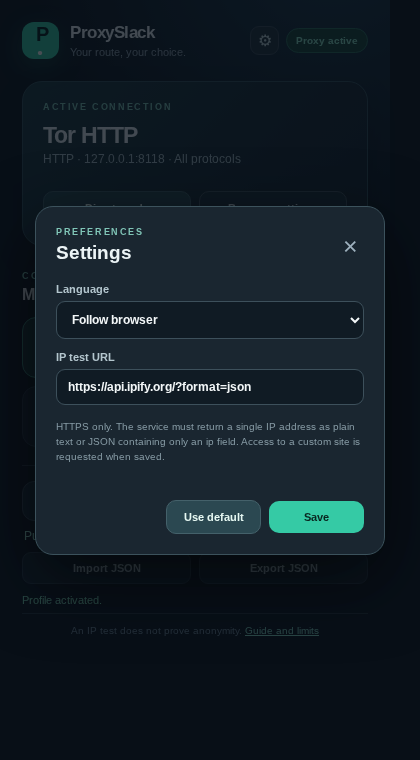 P
ProxySlack
Your route, your choice.
⚙
Proxy active
ACTIVE CONNECTION
Tor HTTP
HTTP · 127.0.0.1:8118 · All protocols
PREFERENCES
Settings
✕
Language
Follow browser
IP test URL
https://api.ipify.org/?format=json
HTTPS only. The service must return a single IP address as plain
text or JSON containing only an ip field. Access to a custom site is
requested when saved.
Use default
Save
Import JSON
Export JSON
Profile activated.
An IP test does not prove anonymity. Guide and limits